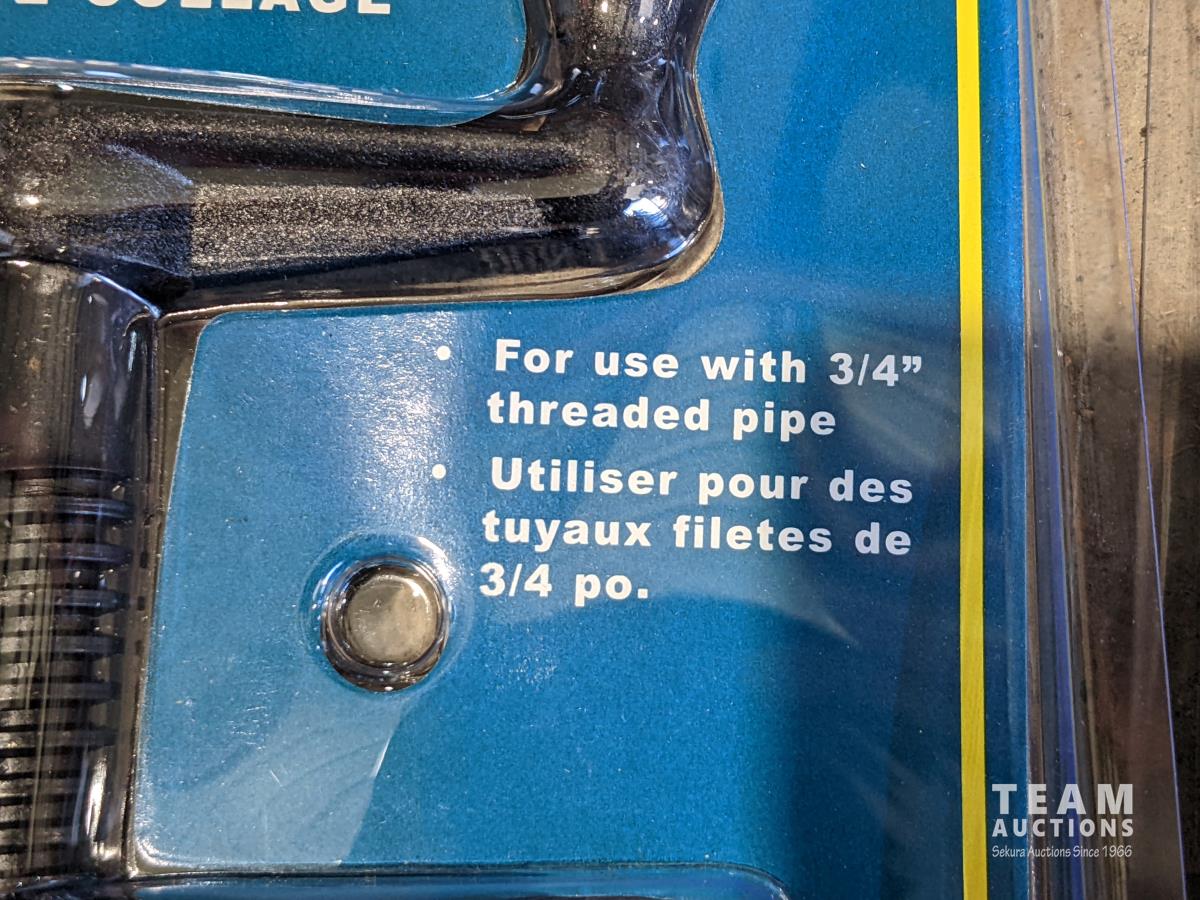 COLLAGE
• For use with 3/4”
threaded pipe
• Utiliser pour des
tuyaux filetes de
3/4 po.
TEAM
AUCTIONS
Sekura Auctions Since 1966